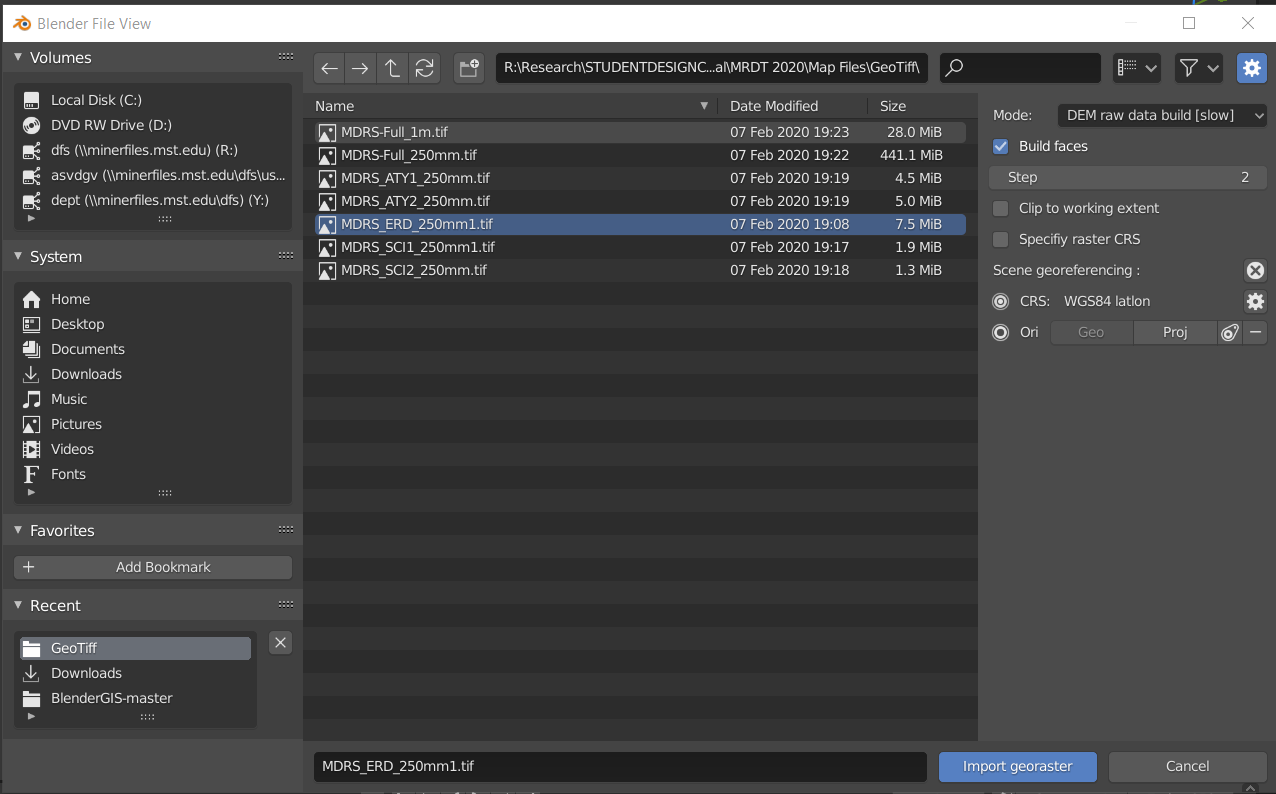 Blender File View
Volumes
Local Disk (C:)
DVD RW Drive (D:)
dfs (\\minerfiles.mst.edu) (R:)
asvdgv (\\minerfiles.mst.edu\dfs\us...
dept (\\minerfiles.mst.edu\dfs) (Y:)
System
Home
Desktop
Documents
Downloads
Music
Pictures
Videos
Fonts
Favorites
Add Bookmark
Recent
GeoTiff
Downloads
BlenderGIS-master
R:\Research\STUDENTDESIGNC...al\MRDT 2020\Map Files\GeoTiff\
Name Date Modified Size
MDRS-Full_1m.tif 07 Feb 2020 19:23 28.0 MiB
MDRS-Full_250mm.tif 07 Feb 2020 19:22 441.1 MiB
MDRS_ATY1_250mm.tif 07 Feb 2020 19:19 4.5 MiB
MDRS_ATY2_250mm.tif 07 Feb 2020 19:19 5.0 MiB
MDRS_ERD_250mm1.tif 07 Feb 2020 19:08 7.5 MiB
MDRS_SCI1_250mm1.tif 07 Feb 2020 19:17 1.9 MiB
MDRS_SCI2_250mm.tif 07 Feb 2020 19:18 1.3 MiB
Mode: DEM raw data build [slow]
Build faces
Step 2
Clip to working extent
Specifiy raster CRS
Scene georeferencing :
CRS: WGS84 latlon
Ori Geo Proj
MDRS_ERD_250mm1.tif
Import georaster
Cancel